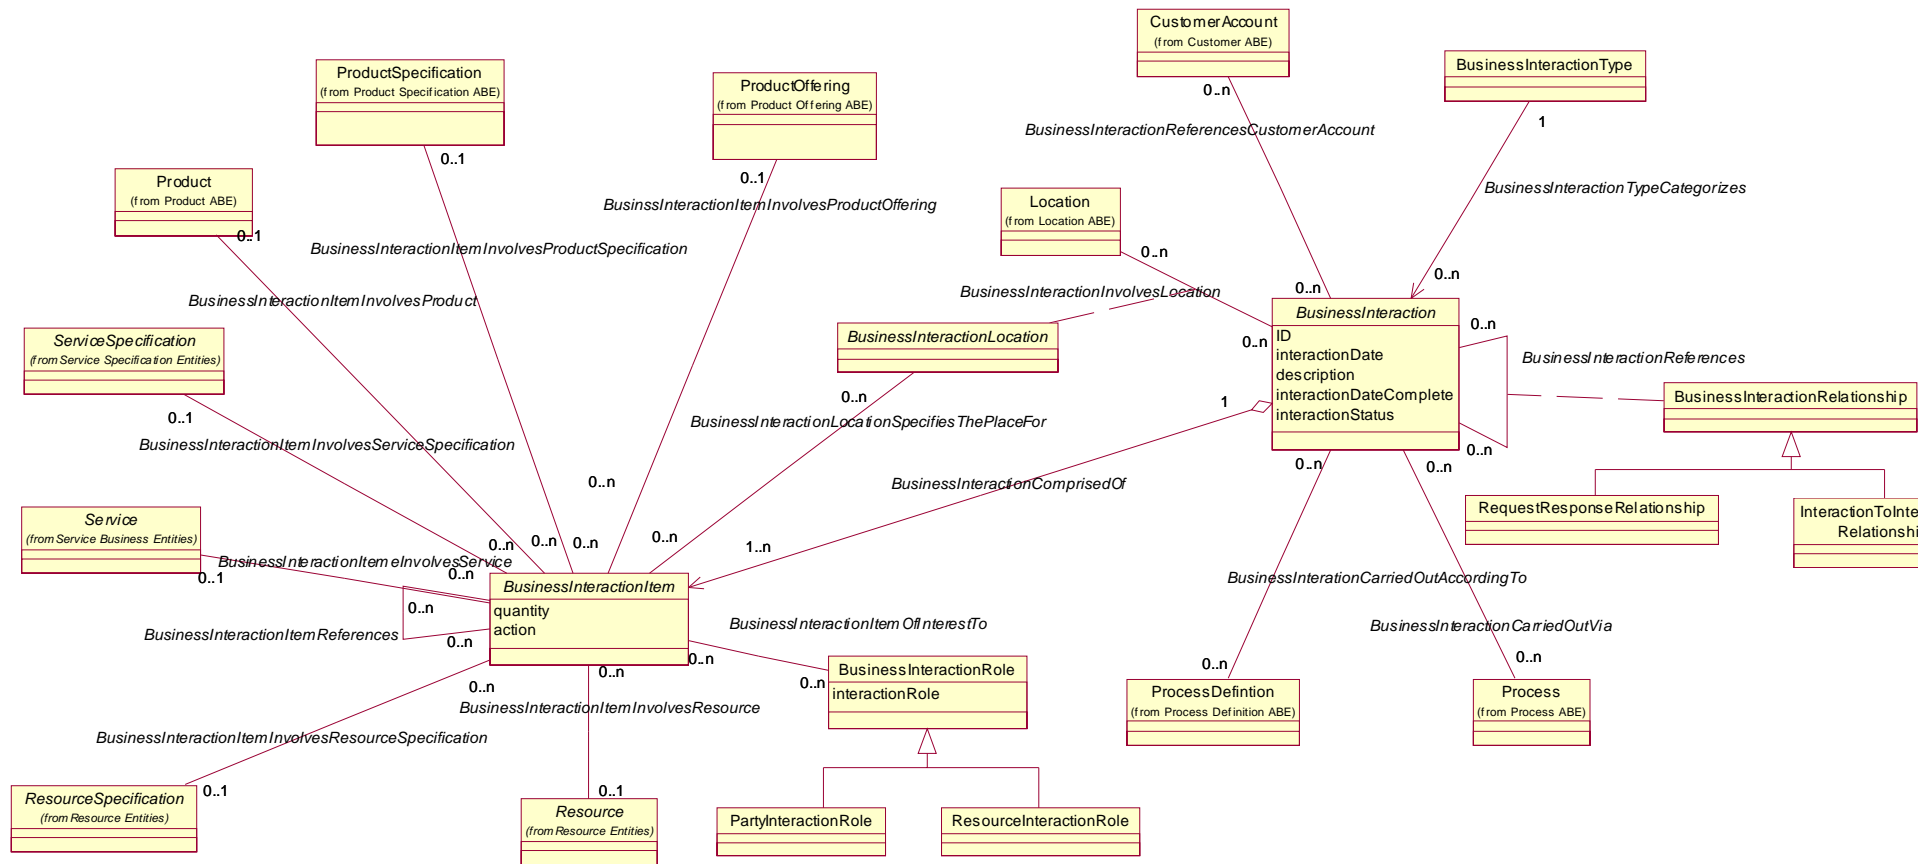 CustomerAccount
(from Customer ABE)
0..n
BusinessInteractionReferencesCustomerAccount
0..n
BusinessInteractionType
1
BusinessInteractionTypeCategorizes
0..n
ProductSpecification
(from Product Specification ABE)
0..1
BusinessInteractionItemInvolvesProductSpecification
0..n
ProductOffering
(from Product Offering ABE)
0..1
BusinssInteractionItemInvolvesProductOffering
0..n
Product
(from Product ABE)
0..1
BusinessInteractionItemInvolvesProduct
0..n
Location
(from Location ABE)
0..n
BusinessInteractionInvolvesLocation
0..n
BusinessInteractionLocation
0..n
BusinessInteractionLocationSpecifiesThePlaceFor
0..n
BusinessInteraction
ID
interactionDate
description
interactionDateComplete
interactionStatus
0..n
BusinessInteractionReferences
0..n
BusinessInteractionRelationship
RequestResponseRelationship
Relationshi
1
BusinessInteractionComprisedOf
1..n
ServiceSpecification
(from Service Specification Entities)
0..1
BusinessInteractionItemInvolvesServiceSpecification
0..n
Service
(from Service Business Entities)
0..1
BusinessInteractionItemeInvolvesService
0..n
BusinessInteractionItem
quantity
action
0..n
BusinessInteractionItemReferences
0..n
BusinessInteractionItemOfInterestTo
0..n
0..n
BusinessInteractionRole
interactionRole
PartyInteractionRole
ResourceInteractionRole
0..n
BusinessInteractionItemInvolvesResource
0..1
Resource
(from Resource Entities)
0..n
BusinessInteractionItemInvolvesResourceSpecification
0..1
ResourceSpecification
(from Resource Entities)
0..n
BusinessInterationCarriedOutAccordingTo
0..n
ProcessDefintion
(from Process Definition ABE)
0..n
BusinessInteractionCarriedOutVia
0..n
Process
(from Process ABE)